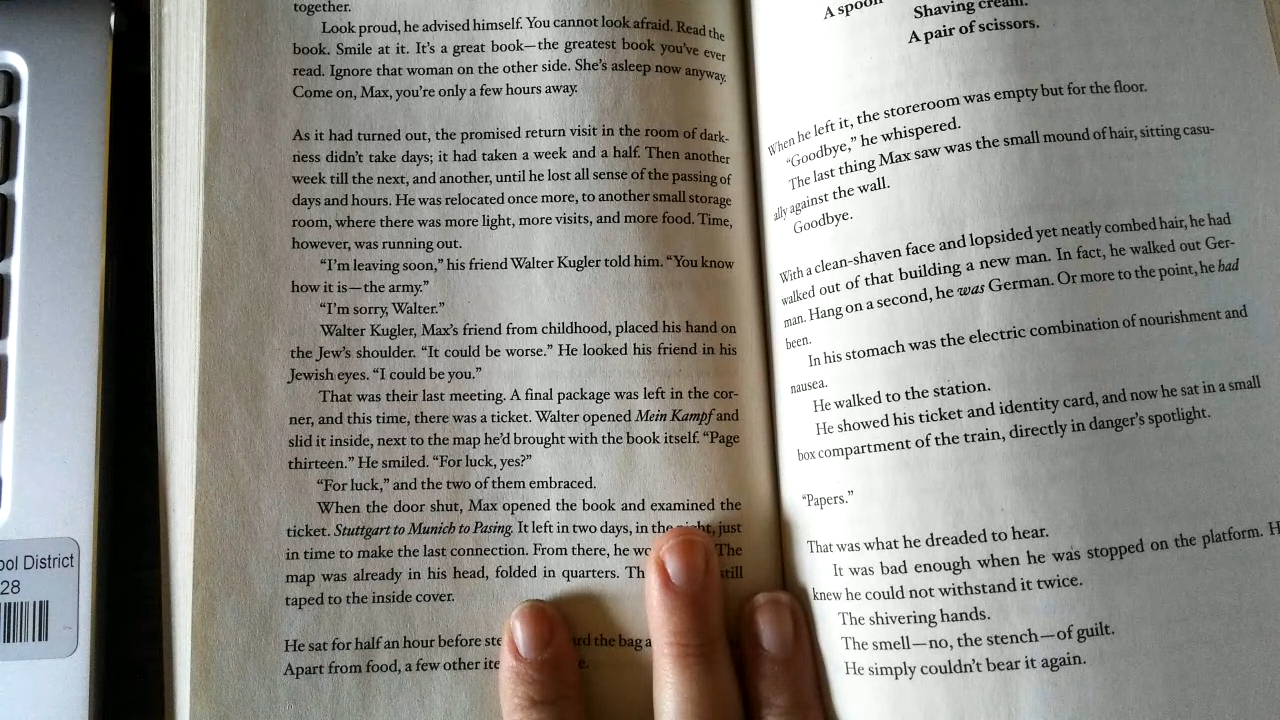 together.
Look proud, he advised himself. You cannot look afraid. Read the
book. Smile at it. It's a great book—the greatest book you've ever
read. Ignore that woman on the other side. She's asleep now anyway.
Come on, Max, you're only a few hours away.
As it had turned out, the promised return visit in the room of dark-
ness didn't take days; it had taken a week and a half. Then another
week till the next, and another, until he lost all sense of the passing of
days and hours. He was relocated once more, to another small storage
room, where there was more light, more visits, and more food. Time,
however, was running out.
"I'm leaving soon," his friend Walter Kugler told him. "You know
how it is—the army."
"I'm sorry, Walter."
Walter Kugler, Max's friend from childhood, placed his hand on
the Jew's shoulder. "It could be worse." He looked his friend in his
Jewish eyes. "I could be you."
That was their last meeting. A final package was left in the cor-
ner, and this time, there was a ticket. Walter opened Mein Kampf and
slid it inside, next to the map he'd brought with the book itself. "Page
thirteen." He smiled. "For luck, yes?"
"For luck," and the two of them embraced.
When the door shut, Max opened the book and examined the
ticket. Stuttgart to Munich to Pasing. It left in two days, in the night, just
in time to make the last connection. From there, he The
map was already in his head, folded in quarters. still
taped to the inside cover.
He sat for half an hour before the bag
Apart from food, a few other
A spoon
Shaving cream.
A pair of scissors.
When he left it, the storeroom was empty but for the floor.
"Goodbye," he whispered.
The last thing Max saw was the small mound of hair, sitting casu-
ally against the wall.
Goodbye.
With a clean-shaven face and lopsided yet neatly combed hair, he had
walked out of that building a new man. In fact, he walked out Ger-
man. Hang on a second, he was German. Or more to the point, he had
been.
In his stomach was the electric combination of nourishment and
nausea.
He walked to the station.
He showed his ticket and identity card, and now he sat in a small
box compartment of the train, directly in danger's spotlight.
"Papers."
That was what he dreaded to hear.
It was bad enough when he was stopped on the platform.
knew he could not withstand it twice.
The shivering hands.
The smell—no, the stench—of guilt.
He simply couldn't bear it again.
ool District
28